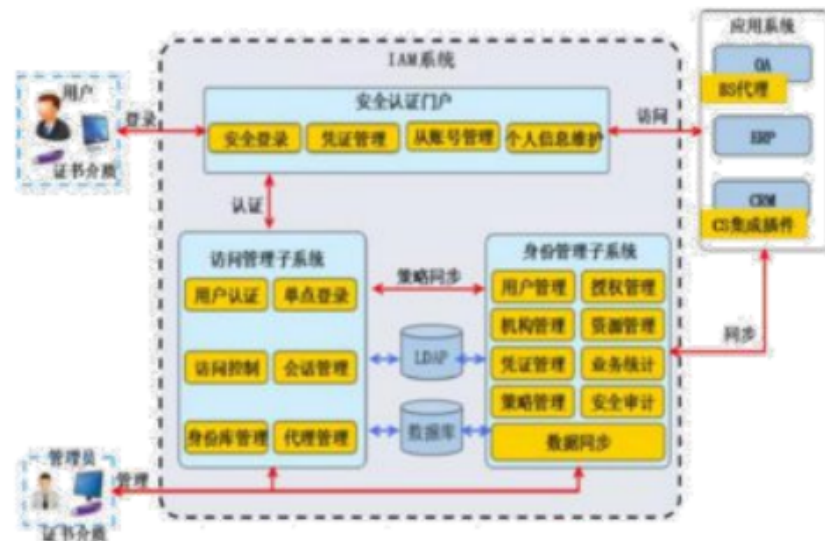 应用系统
IAM系统
OA
用户
安全认证门户
BS代理
登录
访问
安全登录
凭证管理
从账号管理
个人信息维护
ERP
证书介质
认证
CRM
CS集成插件
访问管理子系统
身份管理子系统
用户认证
单点登录
策略同步
用户管理
授权管理
机构管理
资源管理
同步
访问控制
会话管理
LDAP
凭证管理
业务统计
策略管理
安全审计
身份库管理
代理管理
数据库
数据同步
管理员
管理
证书介质